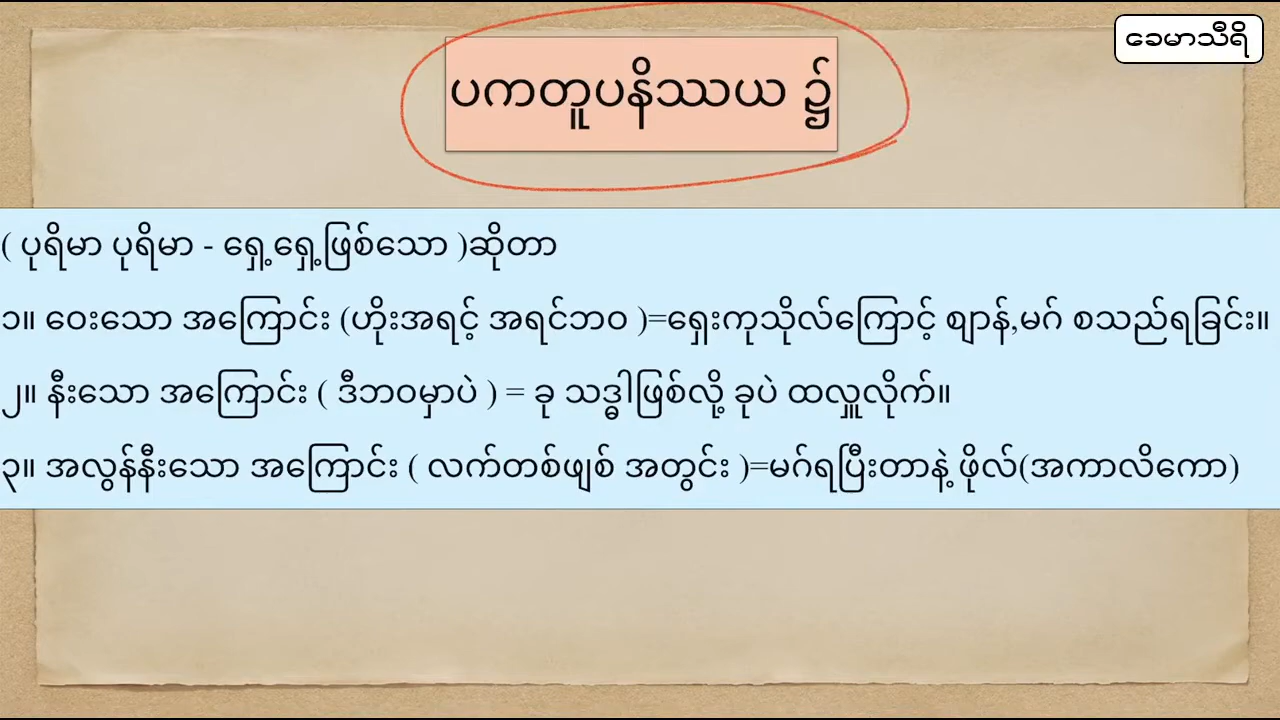 ခေမာသီရိ
ပကတူပနိဿယ ၌
( ပုရိမာ ပုရိမာ - ရှေ့ရှေ့ဖြစ်သော )ဆိုတာ
၁။ ဝေးသော အကြောင်း (ဟိုးအရင့် အရင်ဘဝ )=ရှေးကုသိုလ်ကြောင့် ဈာန်,မဂ် စသည်ရခြင်း။
၂။ နီးသော အကြောင်း ( ဒီဘဝမှာပဲ ) = ခု သဒ္ဓါဖြစ်လို့ ခုပဲ ထလှူလိုက်။
၃။ အလွန်နီးသော အကြောင်း ( လက်တစ်ဖျစ် အတွင်း )=မဂ်ရပြီးတာနဲ့ ဖိုလ်(အကာလိကော)